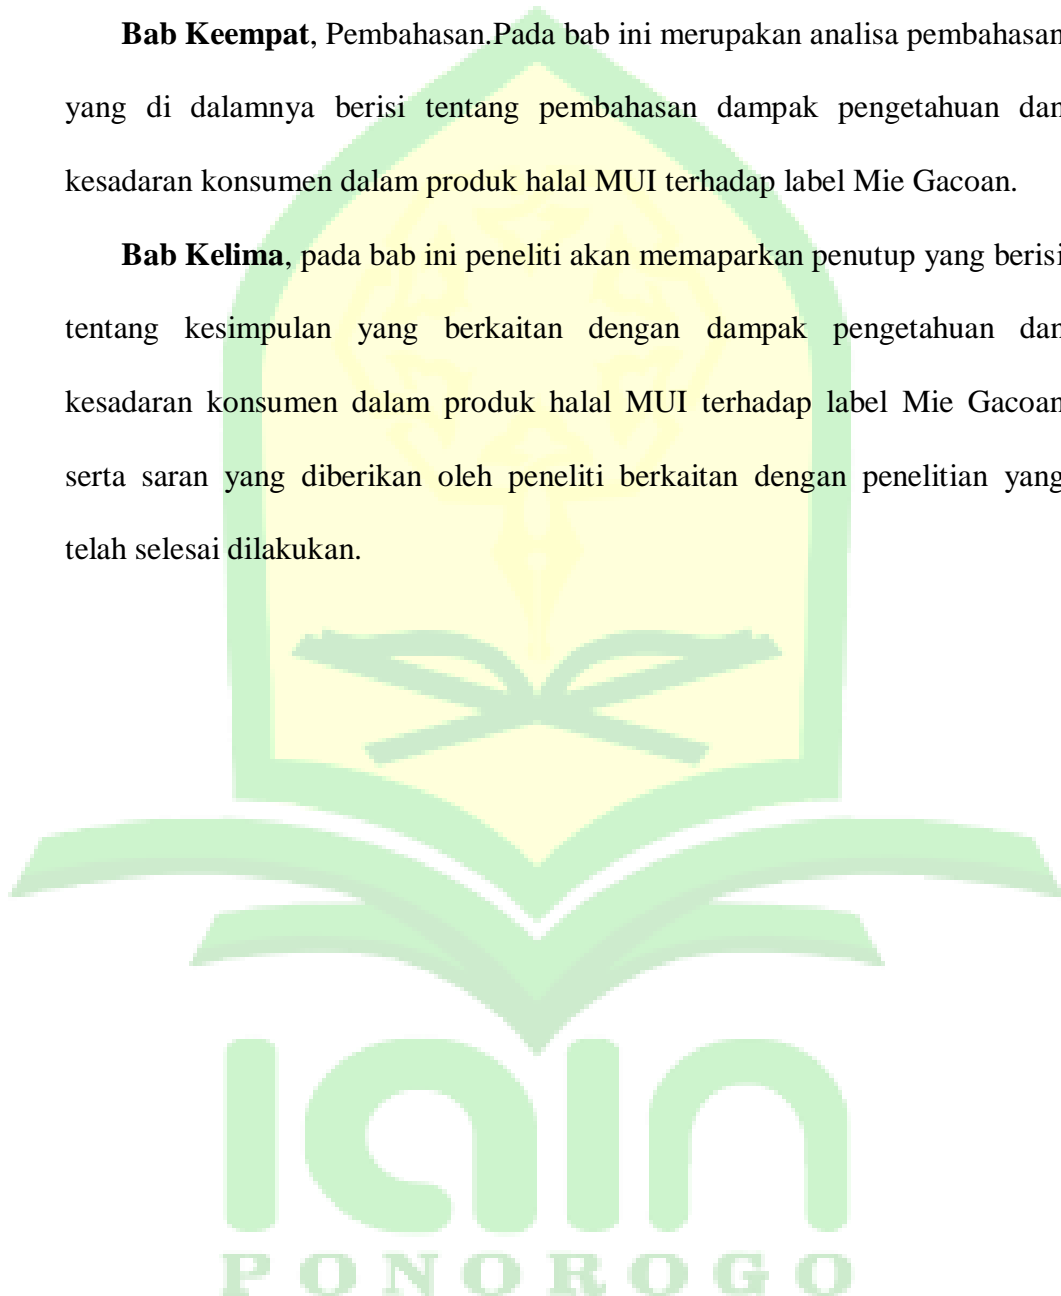 Bab Keempat, Pembahasan.Pada bab ini merupakan analisa pembahasan
yang di dalamnya berisi tentang pembahasan dampak pengetahuan dan
kesadaran konsumen dalam produk halal MUI terhadap label Mie Gacoan.
Bab Kelima, pada bab ini peneliti akan memaparkan penutup yang berisi
tentang kesimpulan yang berkaitan dengan dampak pengetahuan dan
kesadaran konsumen dalam produk halal MUI terhadap label Mie Gacoan
serta saran yang diberikan oleh peneliti berkaitan dengan penelitian yang
telah selesai dilakukan.
iain
PONOROGO